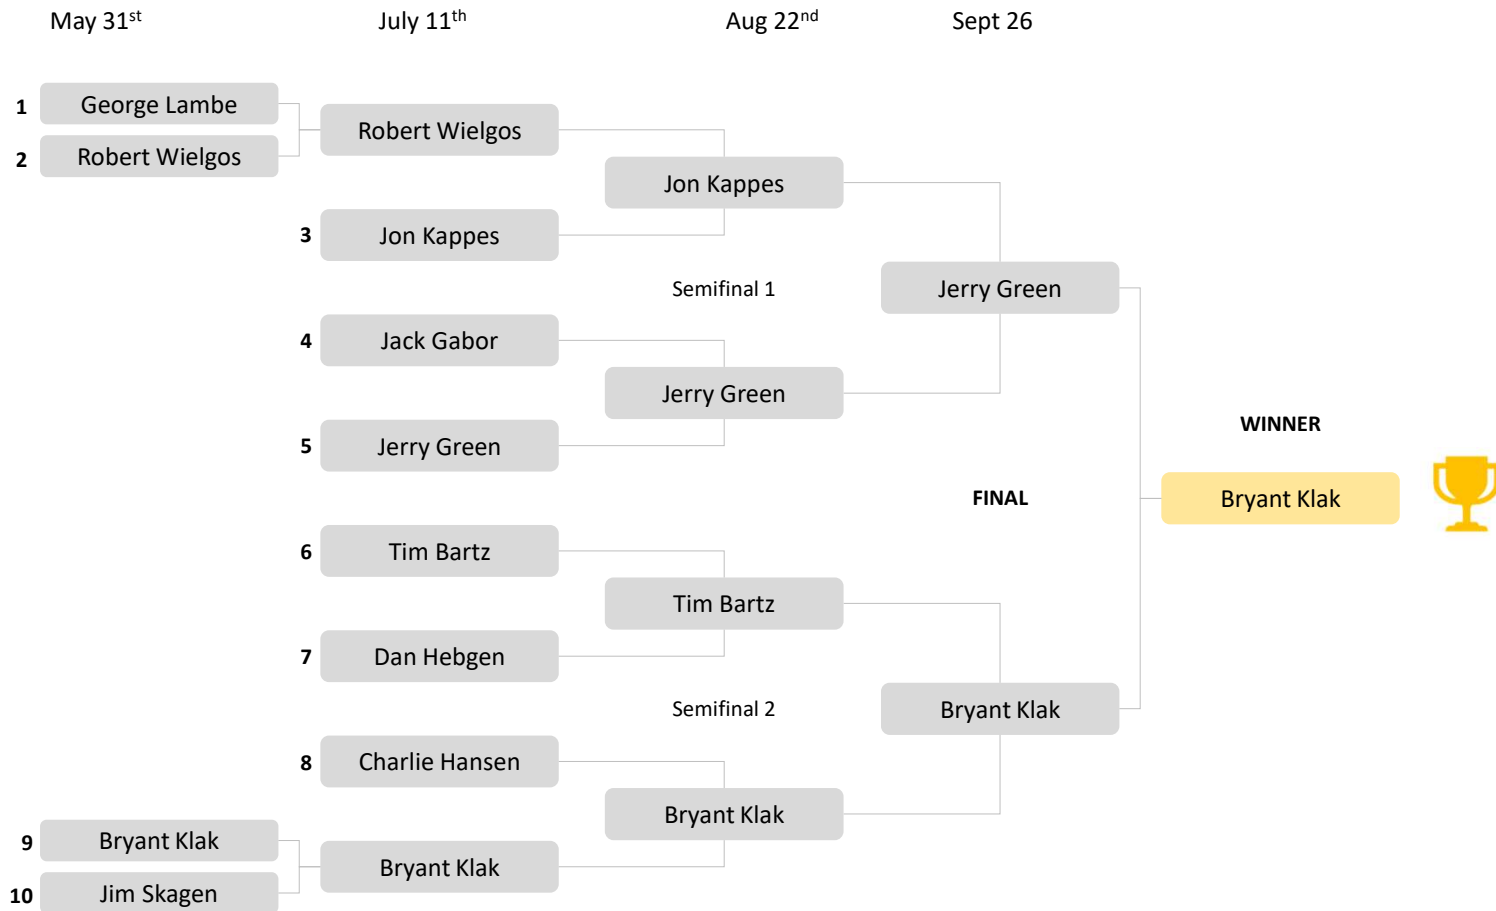 May 31st
July 11th
Aug 22nd
Sept 26
1
George Lambe
2
Robert Wielgos
Robert Wielgos
Jon Kappes
3
Jon Kappes
Semifinal 1
Jerry Green
4
Jack Gabor
Jerry Green
5
Jerry Green
WINNER
FINAL
Bryant Klak
6
Tim Bartz
Tim Bartz
7
Dan Hebgen
Semifinal 2
Bryant Klak
8
Charlie Hansen
Bryant Klak
9
Bryant Klak
Bryant Klak
10
Jim Skagen